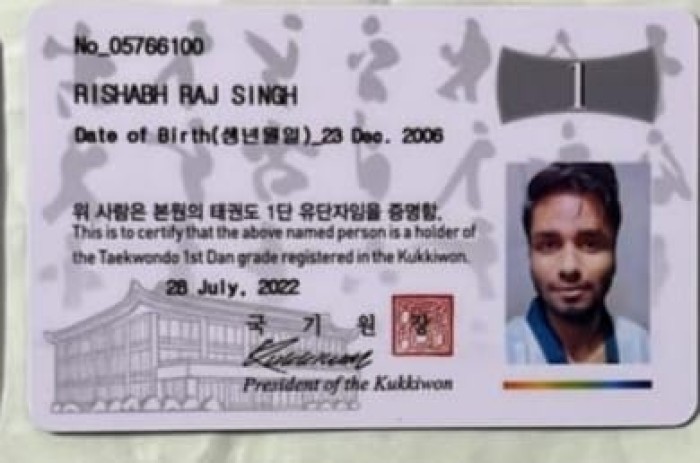 No_05766100
1
RISHABH RAJ SINGH
Date of Birth(생년월일)_23 Dec. 2006
위 사람은 본원의 태권도 1단 유단자임을 증명함.
This is to certify that the above named person is a holder of
the Taekwondo 1st Dan grade registered in the Kukkiwon.
28 July, 2022
국 기 원 장
Kukkiwon
President of the Kukkiwon